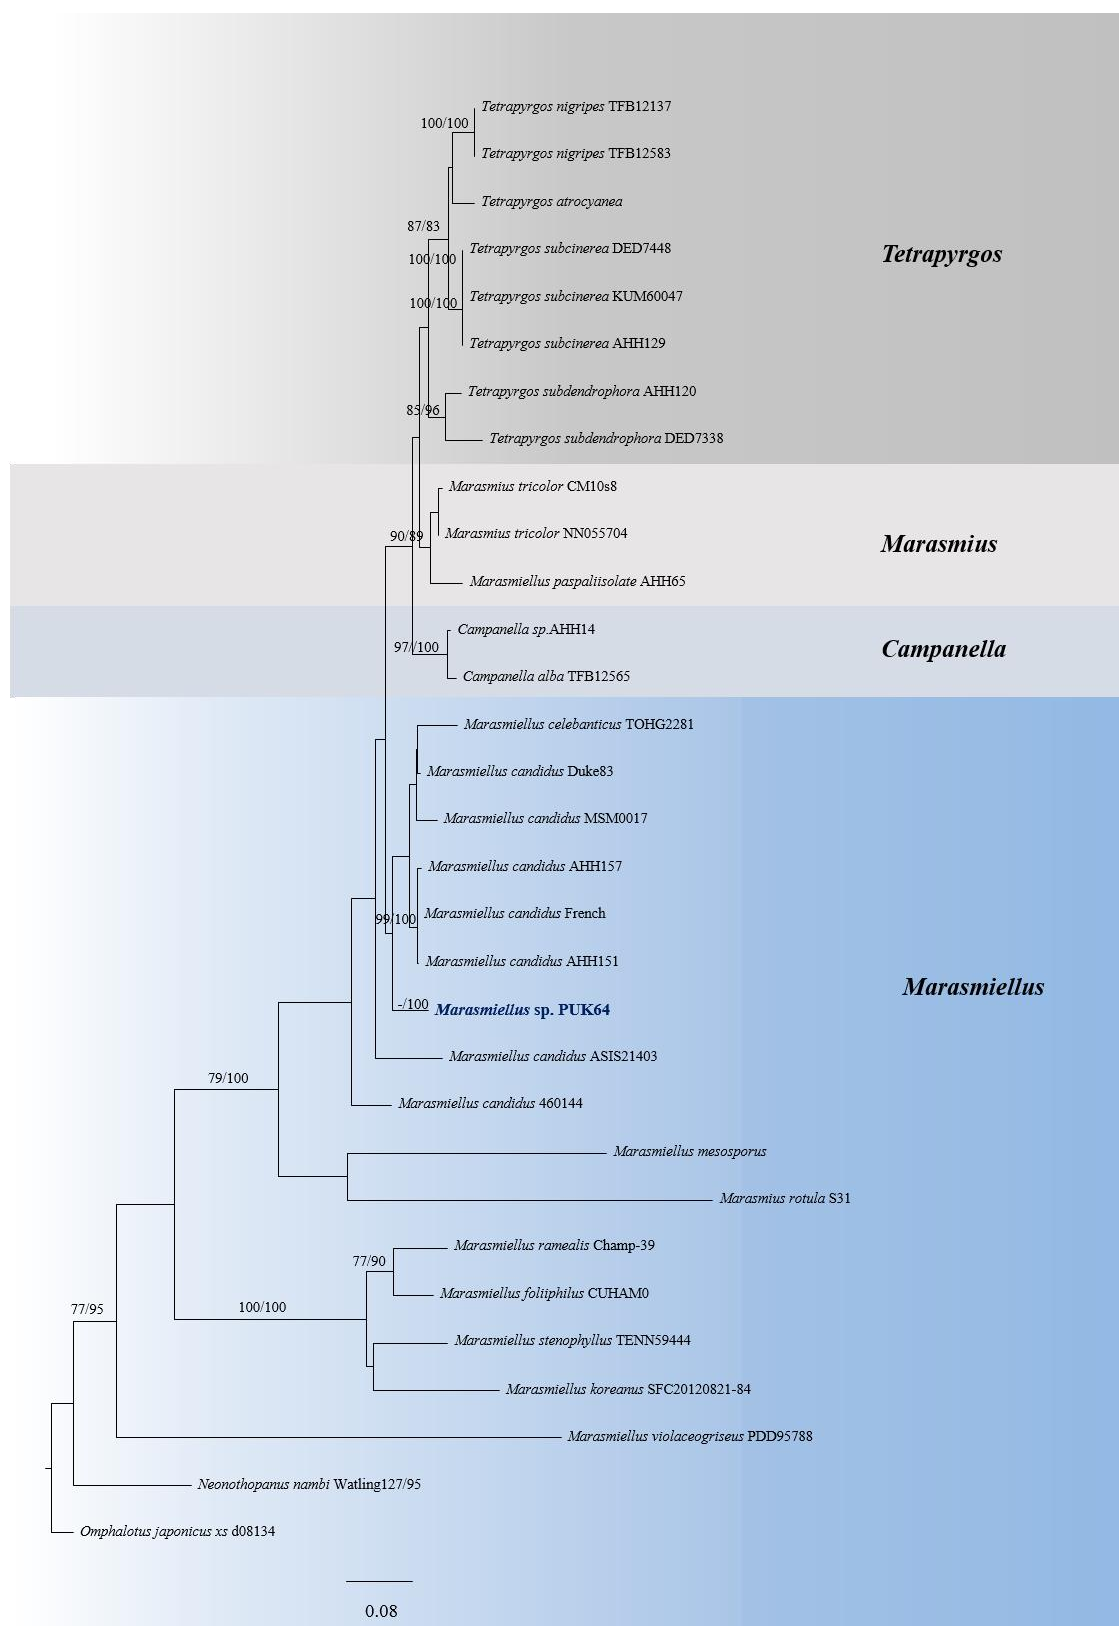 Tetrapyrgos nigripes TFB12137
100/100
Tetrapyrgos nigripes TFB12583
Tetrapyrgos atrocyanea
87/83
Tetrapyrgos subcinerea DED7448
Tetrapyrgos
100/100
Tetrapyrgos subcinerea KUM60047
100/100
Tetrapyrgos subcinerea AHH129
Tetrapyrgos subdendrophora AHH120
85/96
Tetrapyrgos subdendrophora DED7338
Marasmius tricolor CM10s8
Marasmius tricolor NN055704
90/89
Marasmius
Marasmiellus paspaliisolate AHH65
Campanella sp.AHH14
97/100
Campanella
Campanella alba TFB12565
Marasmiellus celebanticus TOHG2281
Marasmiellus candidus Duke83
Marasmiellus candidus MSM0017
Marasmiellus candidus AHH157
Marasmiellus candidus French
99/100
Marasmiellus candidus AHH151
Marasmiellus
-/100
Marasmiellus sp. PUK64
Marasmiellus candidus ASIS21403
79/100
Marasmiellus candidus 460144
Marasmiellus mesosporus
Marasmius rotula S31
Marasmiellus ramealis Champ-39
77/90
Marasmiellus foliiphilus CUHAM0
100/100
77/95
Marasmiellus stenophyllus TENN59444
Marasmiellus koreanus SFC20120821-84
Marasmiellus violaceogriseus PDD95788
Neonothopanus nambi Watling127/95
Omphalotus japonicus xs d08134
0.08